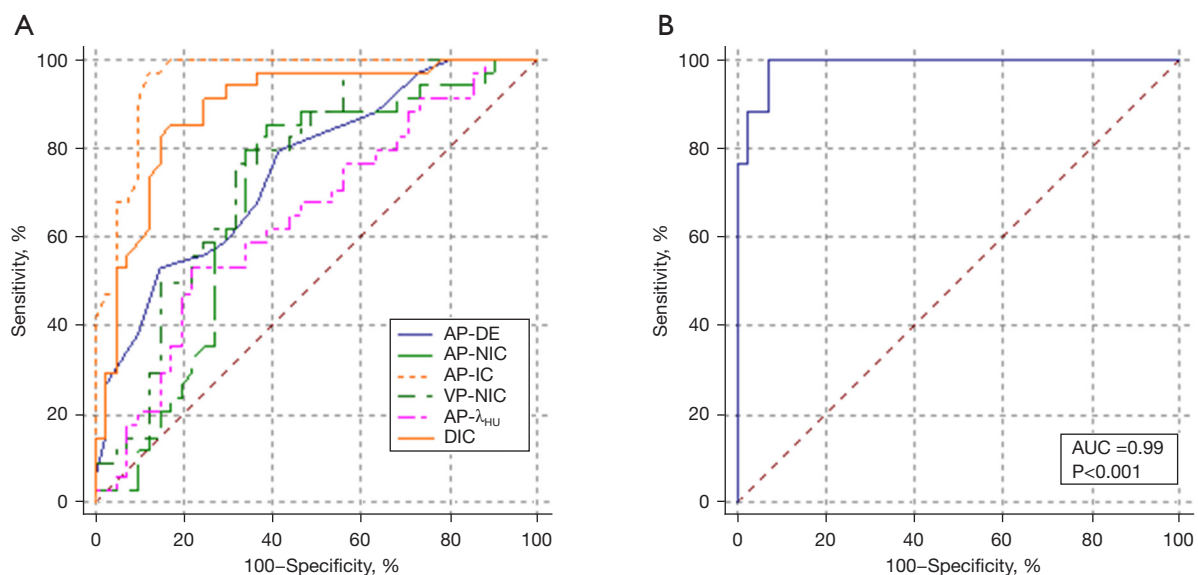 A
100
80
60
40
20
0
Sensitivity, %
AP-DE
AP-NIC
AP-IC
VP-NIC
AP-λHU
DIC
0 20 40 60 80 100
100−Specificity, %
B
100
80
60
40
20
0
Sensitivity, %
AUC =0.99
P<0.001
0 20 40 60 80 100
100−Specificity, %